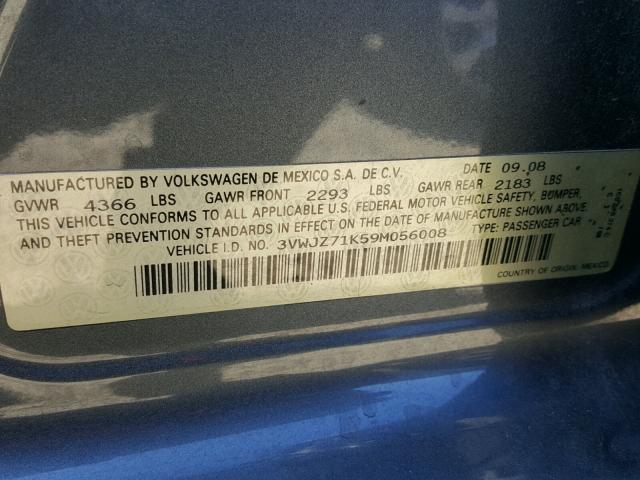 MANUFACTURED BY VOLKSWAGEN DE MEXICO S.A. DE C.V. DATE 09.08
GVWR 4366 LBS GAWR FRONT 2293 LBS GAWR REAR 2183 LBS
THIS VEHICLE CONFORMS TO ALL APPLICABLE U.S. FEDERAL MOTOR VEHICLE SAFETY, BUMPER,
AND THEFT PREVENTION STANDARDS IN EFFECT ON THE DATE OF MANUFACTURE SHOWN ABOVE.
VEHICLE I.D. NO. 3VWJZ71K59M056008 TYPE: PASSENGER CAR
COUNTRY OF ORIGIN: MEXICO